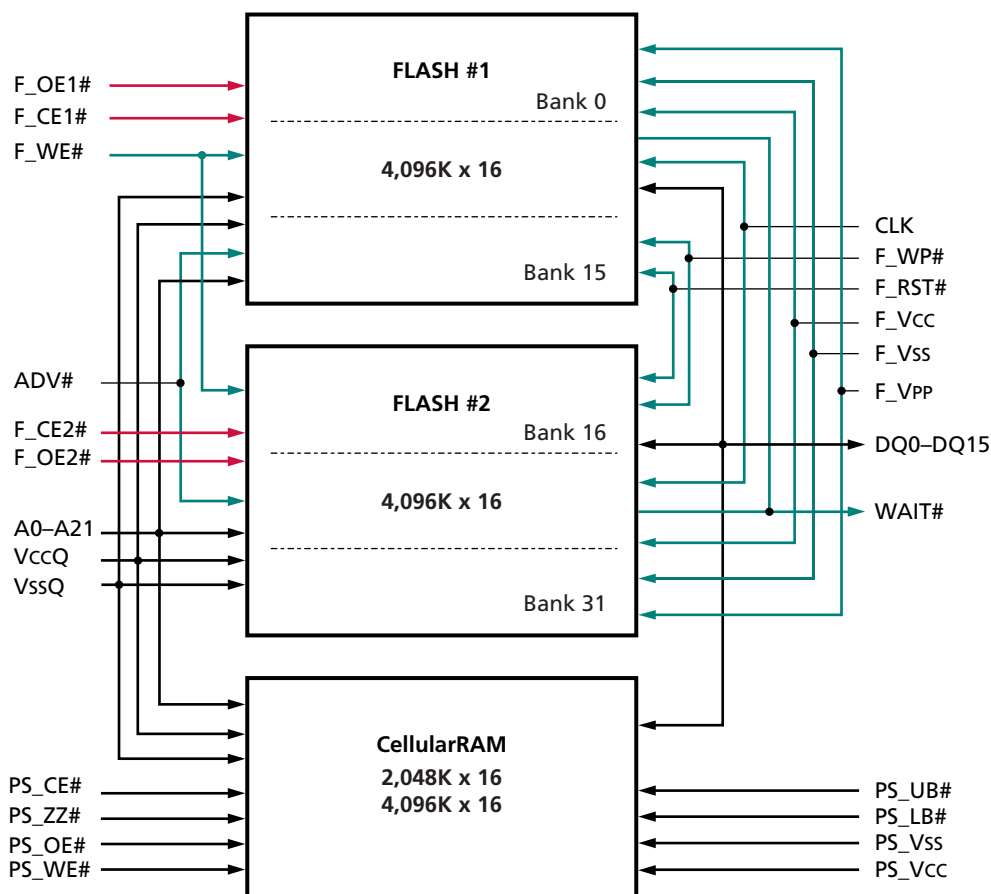 FLASH #1
Bank 0
4,096K x 16
Bank 15
F_OE1#
F_CE1#
F_WE#
CLK
F_WP#
F_RST#
F_VCC
F_VSS
F_VPP
DQ0–DQ15
WAIT#
ADV#
F_CE2#
F_OE2#
A0–A21
VCCQ
VSSQ
FLASH #2
Bank 16
4,096K x 16
Bank 31
CellularRAM
2,048K x 16
4,096K x 16
PS_CE#
PS_ZZ#
PS_OE#
PS_WE#
PS_UB#
PS_LB#
PS_VSS
PS_VCC